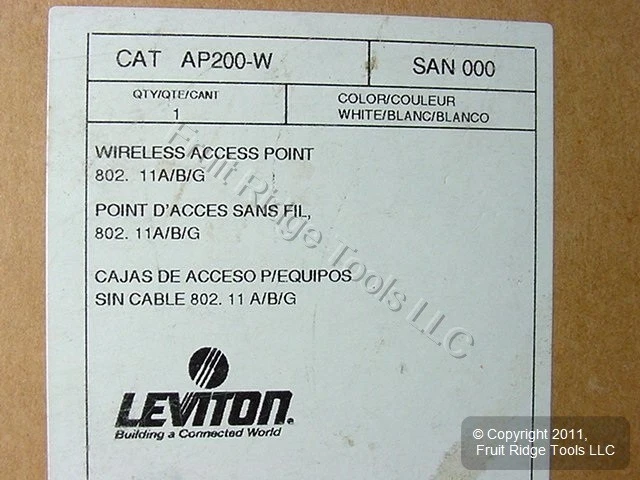 CAT AP200-W
SAN 000
QTY/QTE/CANT
1
COLOR/COULEUR
WHITE/BLANC/BLANCO
WIRELESS ACCESS POINT
802. 11A/B/G
POINT D'ACCES SANS FIL,
802. 11A/B/G
CAJAS DE ACCESO P/EQUIPOS
SIN CABLE 802. 11 A/B/G
Fruit Ridge Tools LLC
LEVITON.
Building a Connected World
© Copyright 2011,
Fruit Ridge Tools LLC